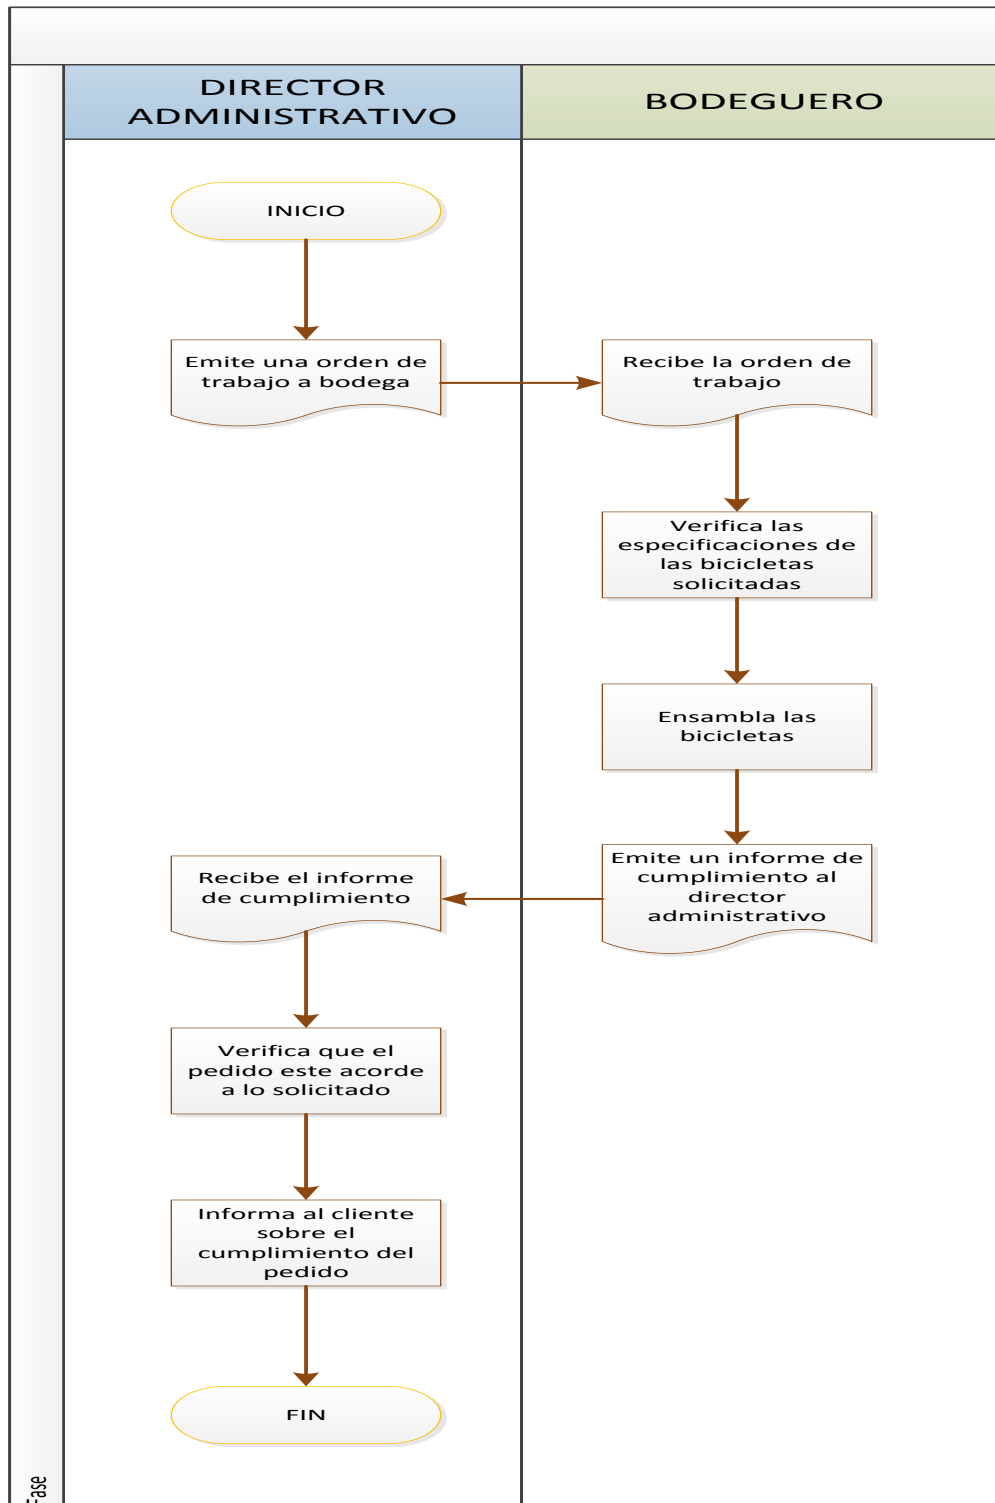 DIRECTOR
ADMINISTRATIVO
BODEGUERO
INICIO
Emite una orden de
trabajo a bodega
Recibe la orden de
trabajo
Verifica las
especificaciones de
las bicicletas
solicitadas
Ensambla las
bicicletas
Emite un informe de
cumplimiento al
director
administrativo
Recibe el informe
de cumplimiento
Verifica que el
pedido este acorde
a lo solicitado
Informa al cliente
sobre el
cumplimiento del
pedido
FIN
Fase